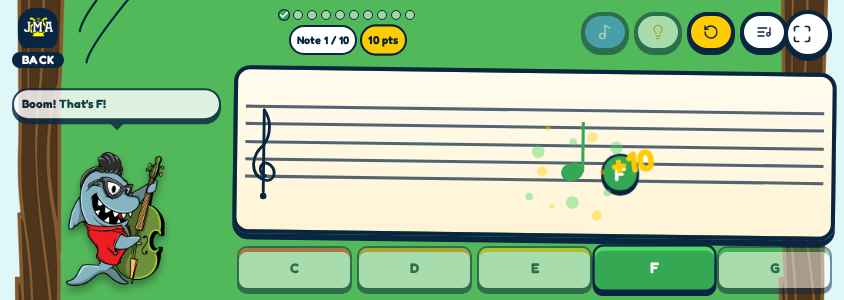 JMA
BACK
Note 1 / 10
10 pts
Boom! That's F!
F
+10
C
D
E
F
G